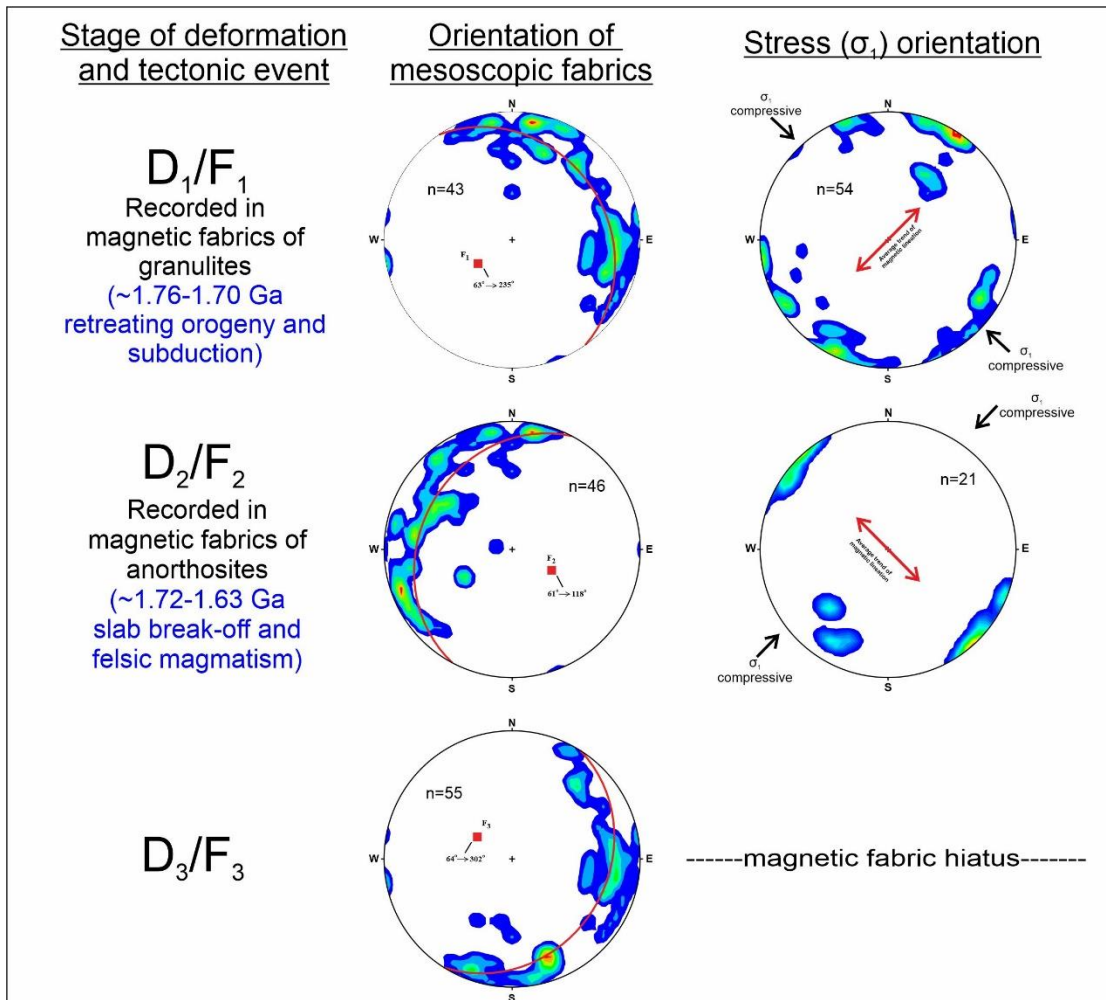 Stage of deformation
and tectonic event
Orientation of
mesoscopic fabrics
Stress (σ₁) orientation
D₁/F₁
Recorded in
magnetic fabrics of
granulites
(~1.76-1.70 Ga
retreating orogeny and
subduction)
N
n=43
W
E
F₁
63°→235°
S
σ₁
compressive
N
n=54
W
E
Average trend of
magnetic lineation
σ₁
compressive
S
D₂/F₂
Recorded in
magnetic fabrics of
anorthosites
(~1.72-1.63 Ga
slab break-off and
felsic magmatism)
N
n=46
W
E
F₂
61°→118°
S
σ₁
compressive
N
n=21
W
E
Average trend of
magnetic lineation
σ₁
compressive
S
D₃/F₃
N
n=55
F₃
W
E
64°→302°
S
------magnetic fabric hiatus-------